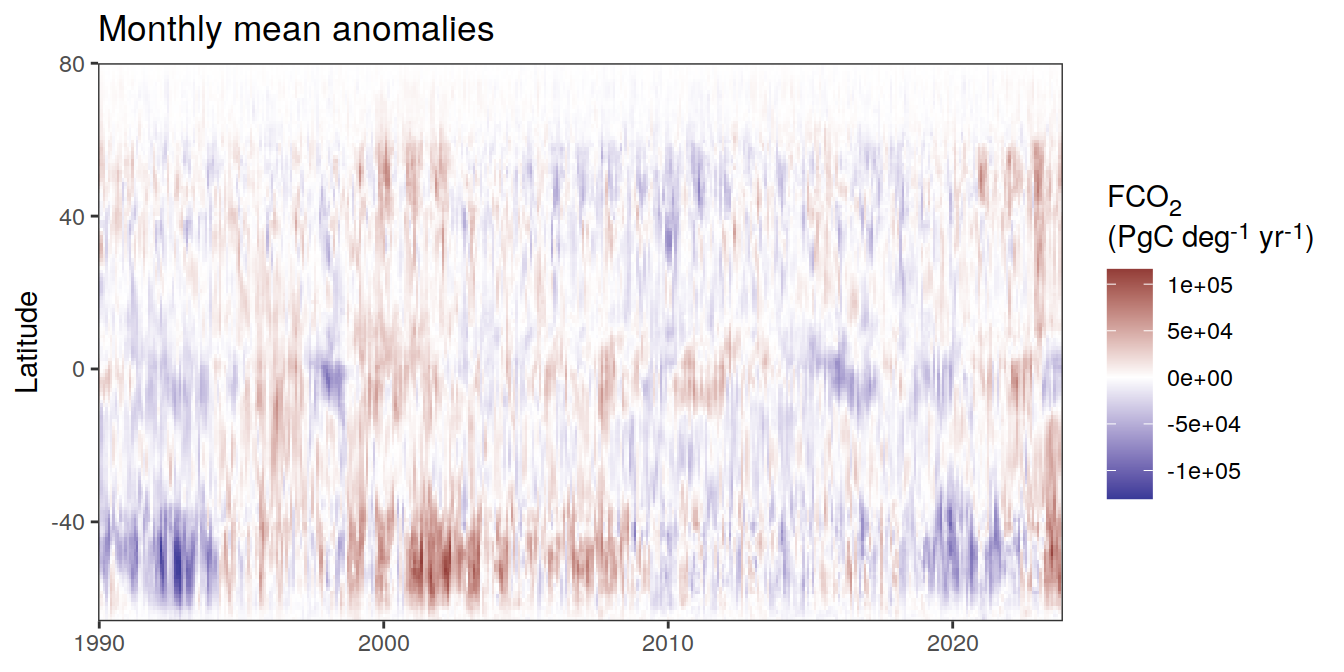 Monthly mean anomalies
80
40
0
-40
Latitude
1990 2000 2010 2020
FCO₂
(PgC deg⁻¹ yr⁻¹)
1e+05
5e+04
0e+00
-5e+04
-1e+05